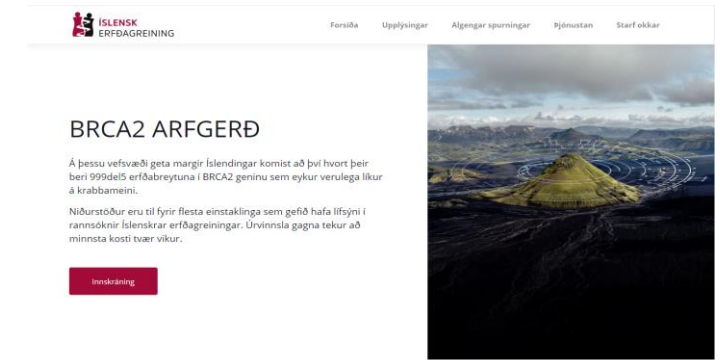 ÍSLENSK
ERFÐAGREINING
Forsíða Upplýsingar Algengar spurningar Þjónustan Starf okkar
BRCA2 ARFGERÐ
Á þessu vefsvæði geta margir Íslendingar komist að því hvort þeir
beri 999del5 erfðabreytuna í BRCA2 geninu sem eykur verulega líkur
á krabbameini.
Niðurstöður eru til fyrir flesta einstaklinga sem gefið hafa lífsýni í
rannsóknir Íslenskrar erfðagreiningar. Úrvinnsla gagna tekur að
minnsta kosti tvær vikur.
Innskráning